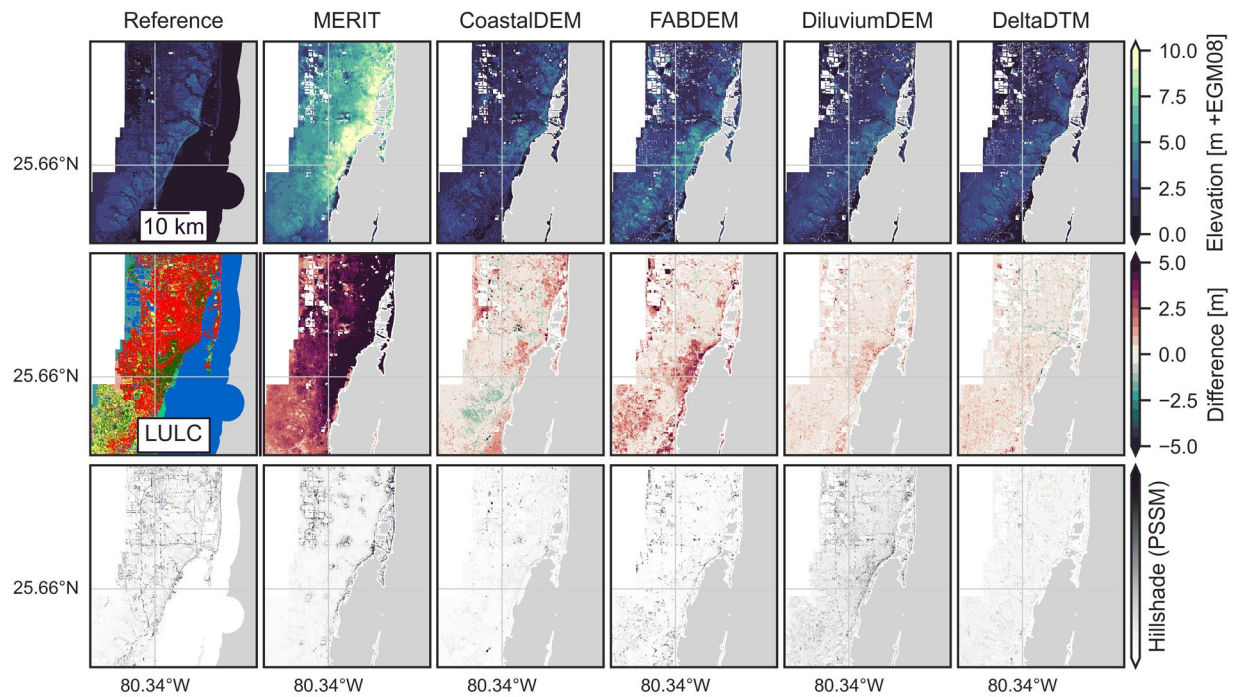 Reference MERIT CoastalDEM FABDEM DiluviumDEM DeltaDTM
25.66°N
10 km
10.0
7.5
5.0
2.5
0.0
Elevation [m +EGM08]
25.66°N
LULC
5.0
2.5
0.0
−2.5
−5.0
Difference [m]
25.66°N
Hillshade (PSSM)
80.34°W 80.34°W 80.34°W 80.34°W 80.34°W 80.34°W